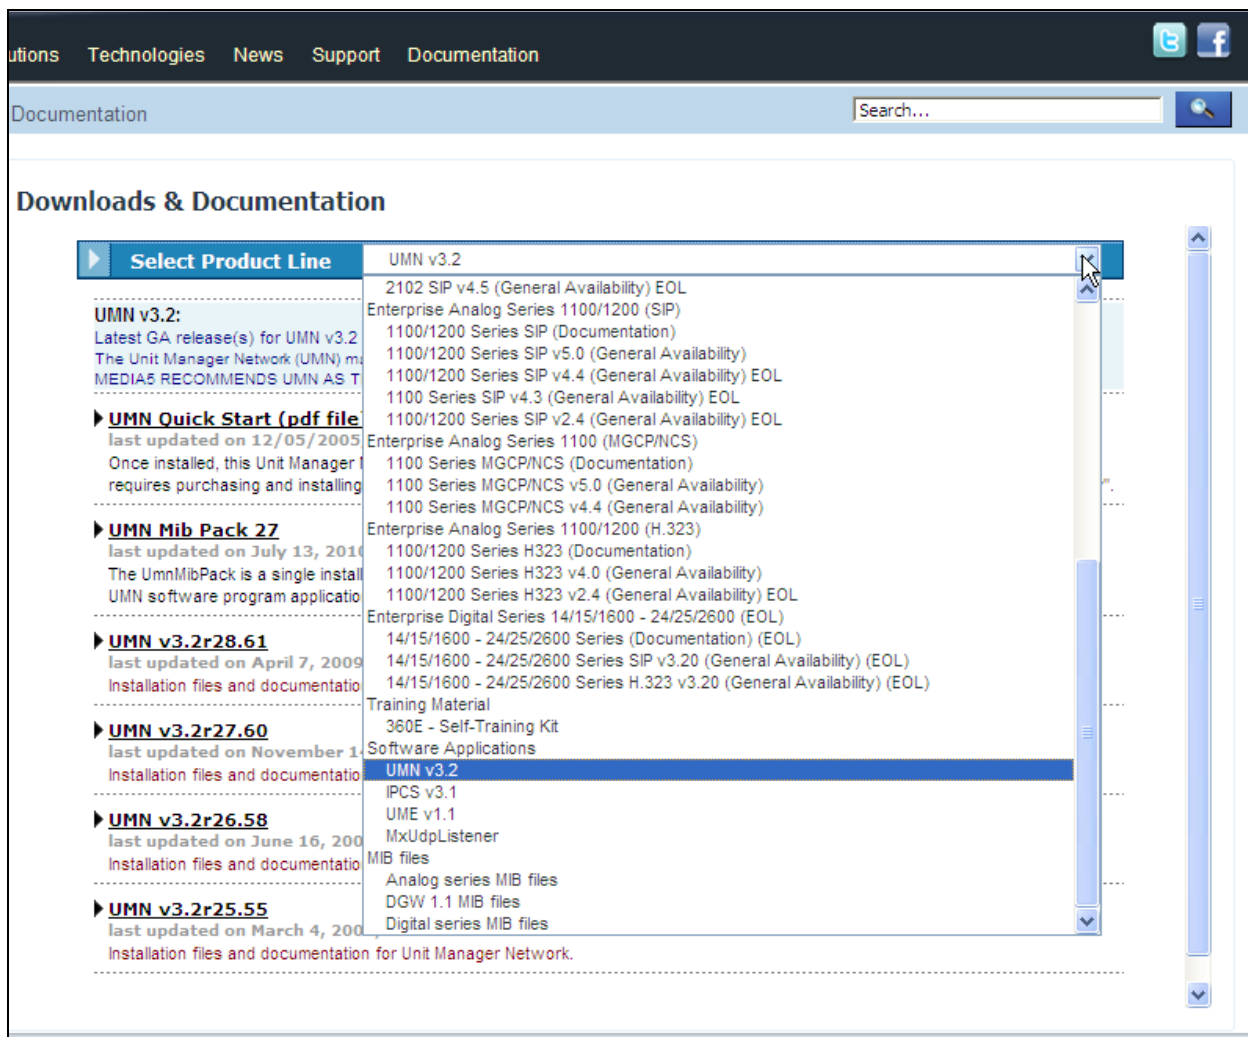 utions Technologies News Support Documentation
Documentation
Search...
Downloads & Documentation
Select Product Line
UMN v3.2
2102 SIP v4.5 (General Availability) EOL
Enterprise Analog Series 1100/1200 (SIP)
1100/1200 Series SIP (Documentation)
1100/1200 Series SIP v5.0 (General Availability)
1100/1200 Series SIP v4.4 (General Availability) EOL
1100 Series SIP v4.3 (General Availability) EOL
1100/1200 Series SIP v2.4 (General Availability) EOL
Enterprise Analog Series 1100 (MGCP/NCS)
1100 Series MGCP/NCS (Documentation)
1100 Series MGCP/NCS v5.0 (General Availability)
1100 Series MGCP/NCS v4.4 (General Availability)
Enterprise Analog Series 1100/1200 (H.323)
1100/1200 Series H323 (Documentation)
1100/1200 Series H323 v4.0 (General Availability)
1100/1200 Series H323 v2.4 (General Availability) EOL
Enterprise Digital Series 14/15/1600 - 24/25/2600 (EOL)
14/15/1600 - 24/25/2600 Series (Documentation) (EOL)
14/15/1600 - 24/25/2600 Series SIP v3.20 (General Availability) (EOL)
14/15/1600 - 24/25/2600 Series H.323 v3.20 (General Availability) (EOL)
Training Material
360E - Self-Training Kit
Software Applications
UMN v3.2
IPCS v3.1
UME v1.1
MxUdpListener
MIB files
Analog series MIB files
DGW 1.1 MIB files
Digital series MIB files
UMN v3.2:
Latest GA release(s) for UMN v3.2
The Unit Manager Network (UMN) ma
MEDIA5 RECOMMENDS UMN AS T
UMN Quick Start (pdf file)
last updated on 12/05/2005
Once installed, this Unit Manager
requires purchasing and installing ".
UMN Mib Pack 27
last updated on July 13, 201
The UmnMibPack is a single install
UMN software program applicatio
UMN v3.2r28.61
last updated on April 7, 2009
Installation files and documentatio
UMN v3.2r27.60
last updated on November 1
Installation files and documentatio
UMN v3.2r26.58
last updated on June 16, 200
Installation files and documentatio
UMN v3.2r25.55
last updated on March 4, 200
Installation files and documentation for Unit Manager Network.